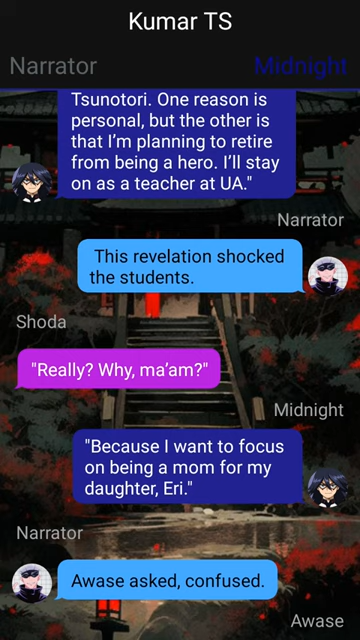 Kumar TS
Narrator
Midnight
Tsunotori. One reason is
personal, but the other is
that I’m planning to retire
from being a hero. I’ll stay
on as a teacher at UA."
Narrator
This revelation shocked
the students.
Shoda
"Really? Why, ma’am?"
Midnight
"Because I want to focus
on being a mom for my
daughter, Eri."
Narrator
Awase asked, confused.
Awase